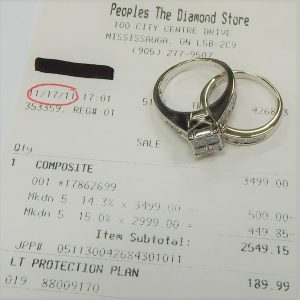 Peoples The Diamond Store
100 CITY CENTRE DRIVE
MISSISSAUGA, ON L5B-2C9
(905) 277-9507
11/17/11 17:01
353359, REG# 01
SALE
Qty
1 COMPOSITE 3499.00
001 *17862699
Mkdn 5 14.3% x 3499.00 = 500.00-
Mkdn 5 15.0% x 2999.00 = 449.85-
Item Subtotal: 2549.15
JPP# 051130042684301011
LT PROTECTION PLAN 189.99
019 88009170